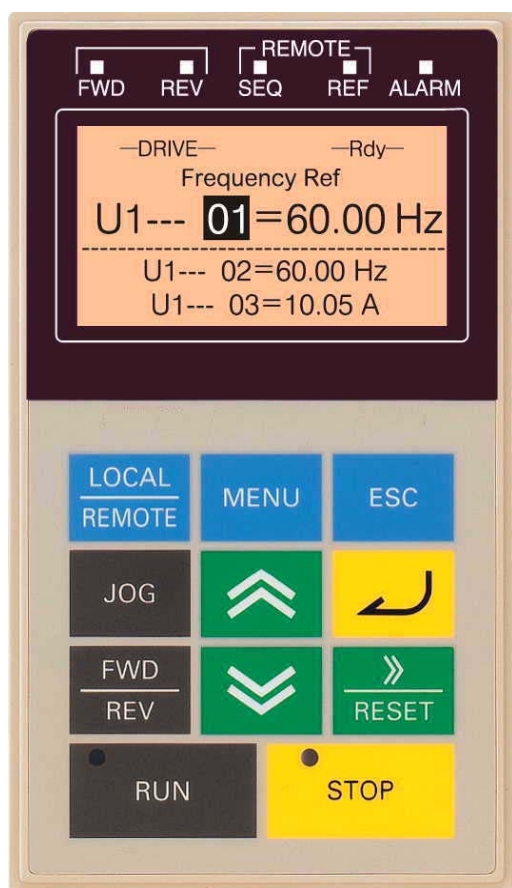 REMOTE
FWD REV SEQ REF ALARM
—DRIVE— —Rdy—
Frequency Ref
U1--- 01=60.00 Hz
U1--- 02=60.00 Hz
U1--- 03=10.05 A
LOCAL
REMOTE
MENU
ESC
JOG
FWD
REV
RESET
RUN
STOP